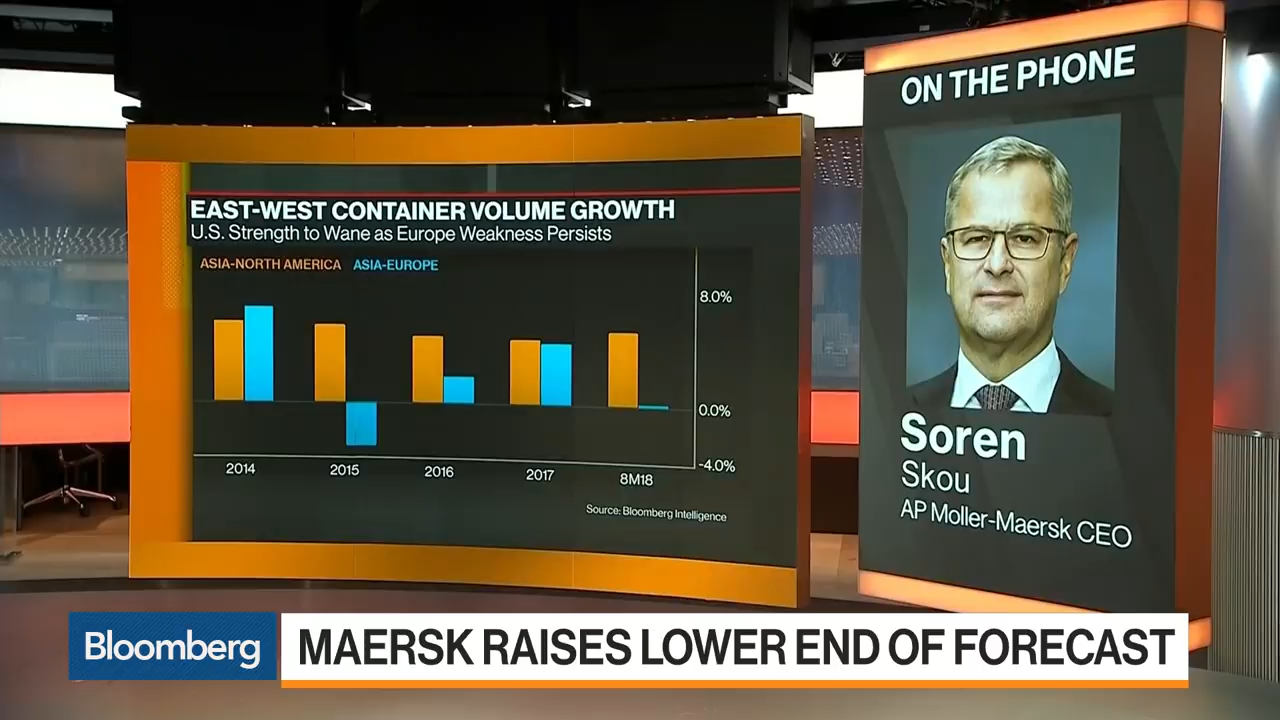 EAST-WEST CONTAINER VOLUME GROWTH
U.S. Strength to Wane as Europe Weakness Persists
ASIA-NORTH AMERICA ASIA-EUROPE
8.0%
0.0%
-4.0%
2014 2015 2016 2017 8M18
Source: Bloomberg Intelligence
ON THE PHONE
Soren
Skou
AP Moller-Maersk CEO
Bloomberg
MAERSK RAISES LOWER END OF FORECAST